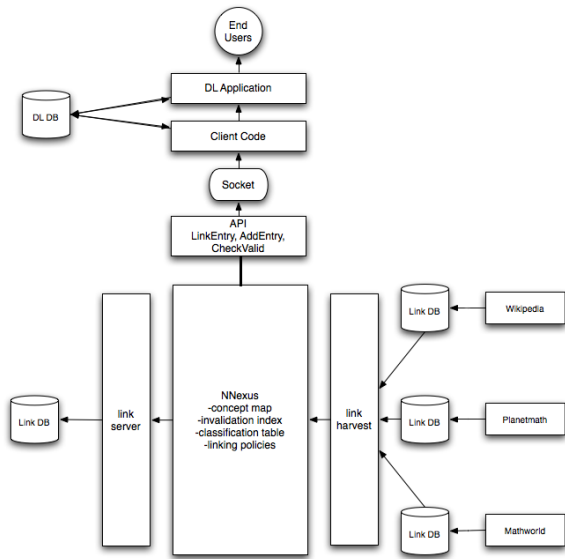 End
Users
DL Application
DL DB
Client Code
Socket
API
LinkEntry, AddEntry,
CheckValid
Link DB
Wikipedia
NNexus
-concept map
-invalidation index
-classification table
-linking policies
link
server
link
harvest
Link DB
Link DB
Planetmath
Link DB
Mathworld